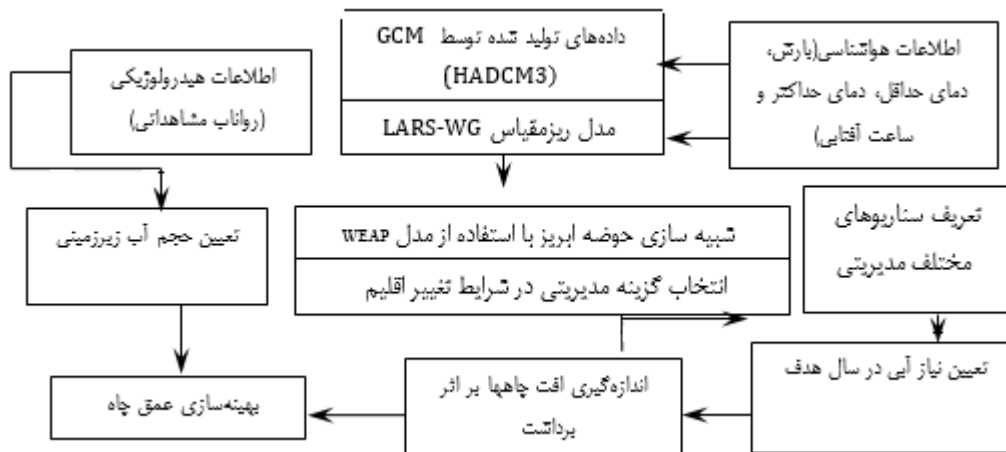 داده‌های تولید شده توسط GCM
(HADCM3)
مدل ریزمقیاس LARS-WG
اطلاعات هواشناسی(بارش،
دمای حداقل، دمای حداکثر و
ساعت آفتابی)
اطلاعات هیدرولوژیکی
(رواناب مشاهداتی)
تعریف سناریوهای
مختلف مدیریتی
شبیه سازی حوضه ابریز با استفاده از مدل WEAP
انتخاب گزینه مدیریتی در شرایط تغییر اقلیم
تعیین حجم آب زیرزمینی
تعیین نیاز آبی در سال هدف
اندازه‌گیری افت چاهها بر اثر
برداشت
بهینه‌سازی عمق چاه